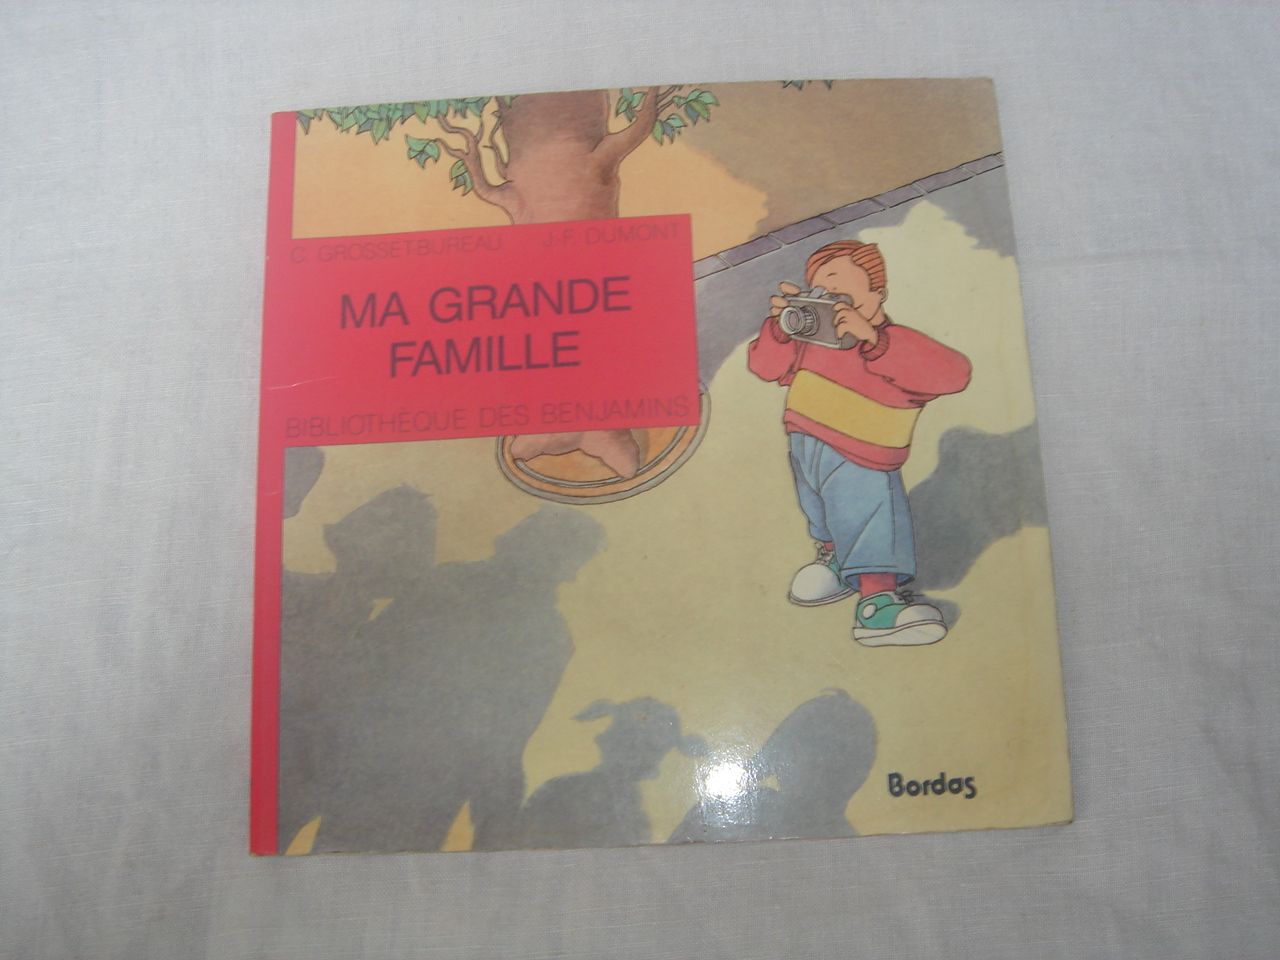 C. GROSSET-BUREAU J.-F. DUMONT
MA GRANDE
FAMILLE
BIBLIOTHÈQUE DES BENJAMINS
Bordas